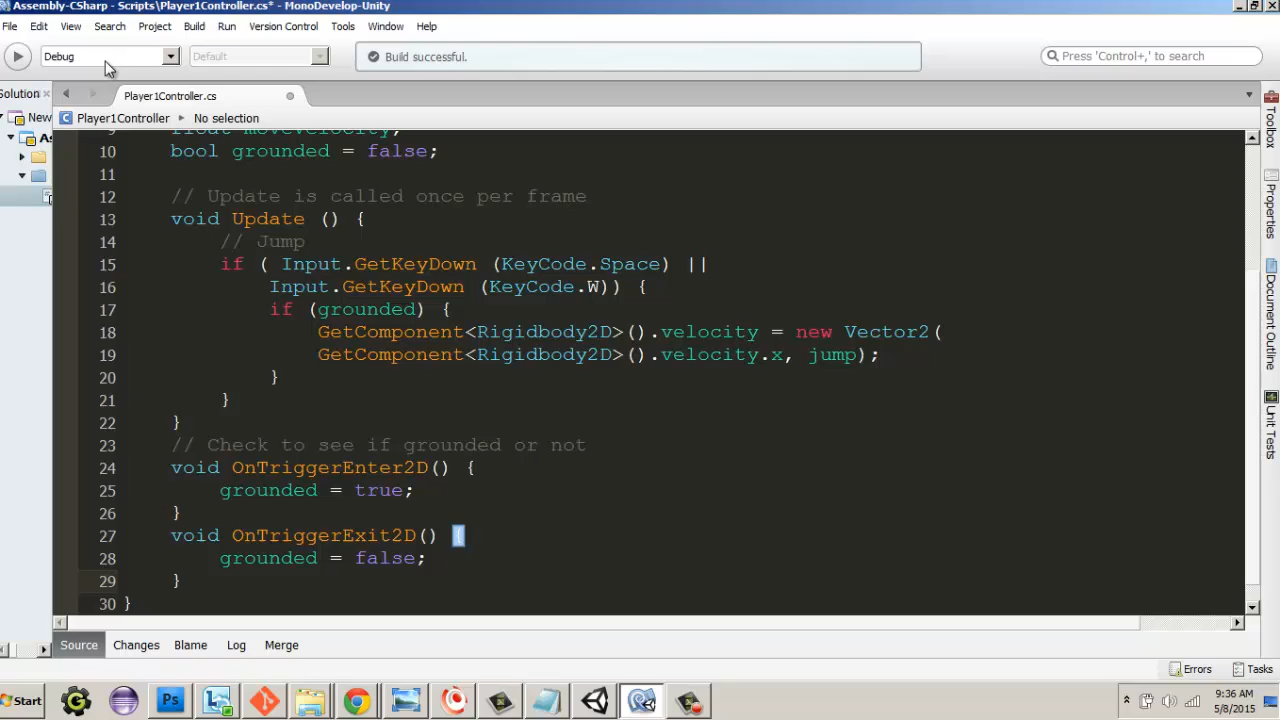 Assembly-CSharp - Scripts\Player1Controller.cs* - MonoDevelop-Unity
File Edit View Search Project Build Run Version Control Tools Window Help
Debug Default Build successful. Press 'Control+,' to search
Solution Player1Controller.cs
New Player1Controller No selection
9 float moveVelocity;
10 bool grounded = false;
11
12 // Update is called once per frame
13 void Update () {
14 // Jump
15 if ( Input.GetKeyDown (KeyCode.Space) ||
16 Input.GetKeyDown (KeyCode.W)) {
17 if (grounded) {
18 GetComponent<Rigidbody2D>().velocity = new Vector2(
19 GetComponent<Rigidbody2D>().velocity.x, jump);
20 }
21 }
22 }
23 // Check to see if grounded or not
24 void OnTriggerEnter2D() {
25 grounded = true;
26 }
27 void OnTriggerExit2D() {
28 grounded = false;
29 }
30 }
Toolbox
Properties
Document Outline
Unit Tests
Source Changes Blame Log Merge
Errors Tasks
Start Ps 9:36 AM
5/8/2015